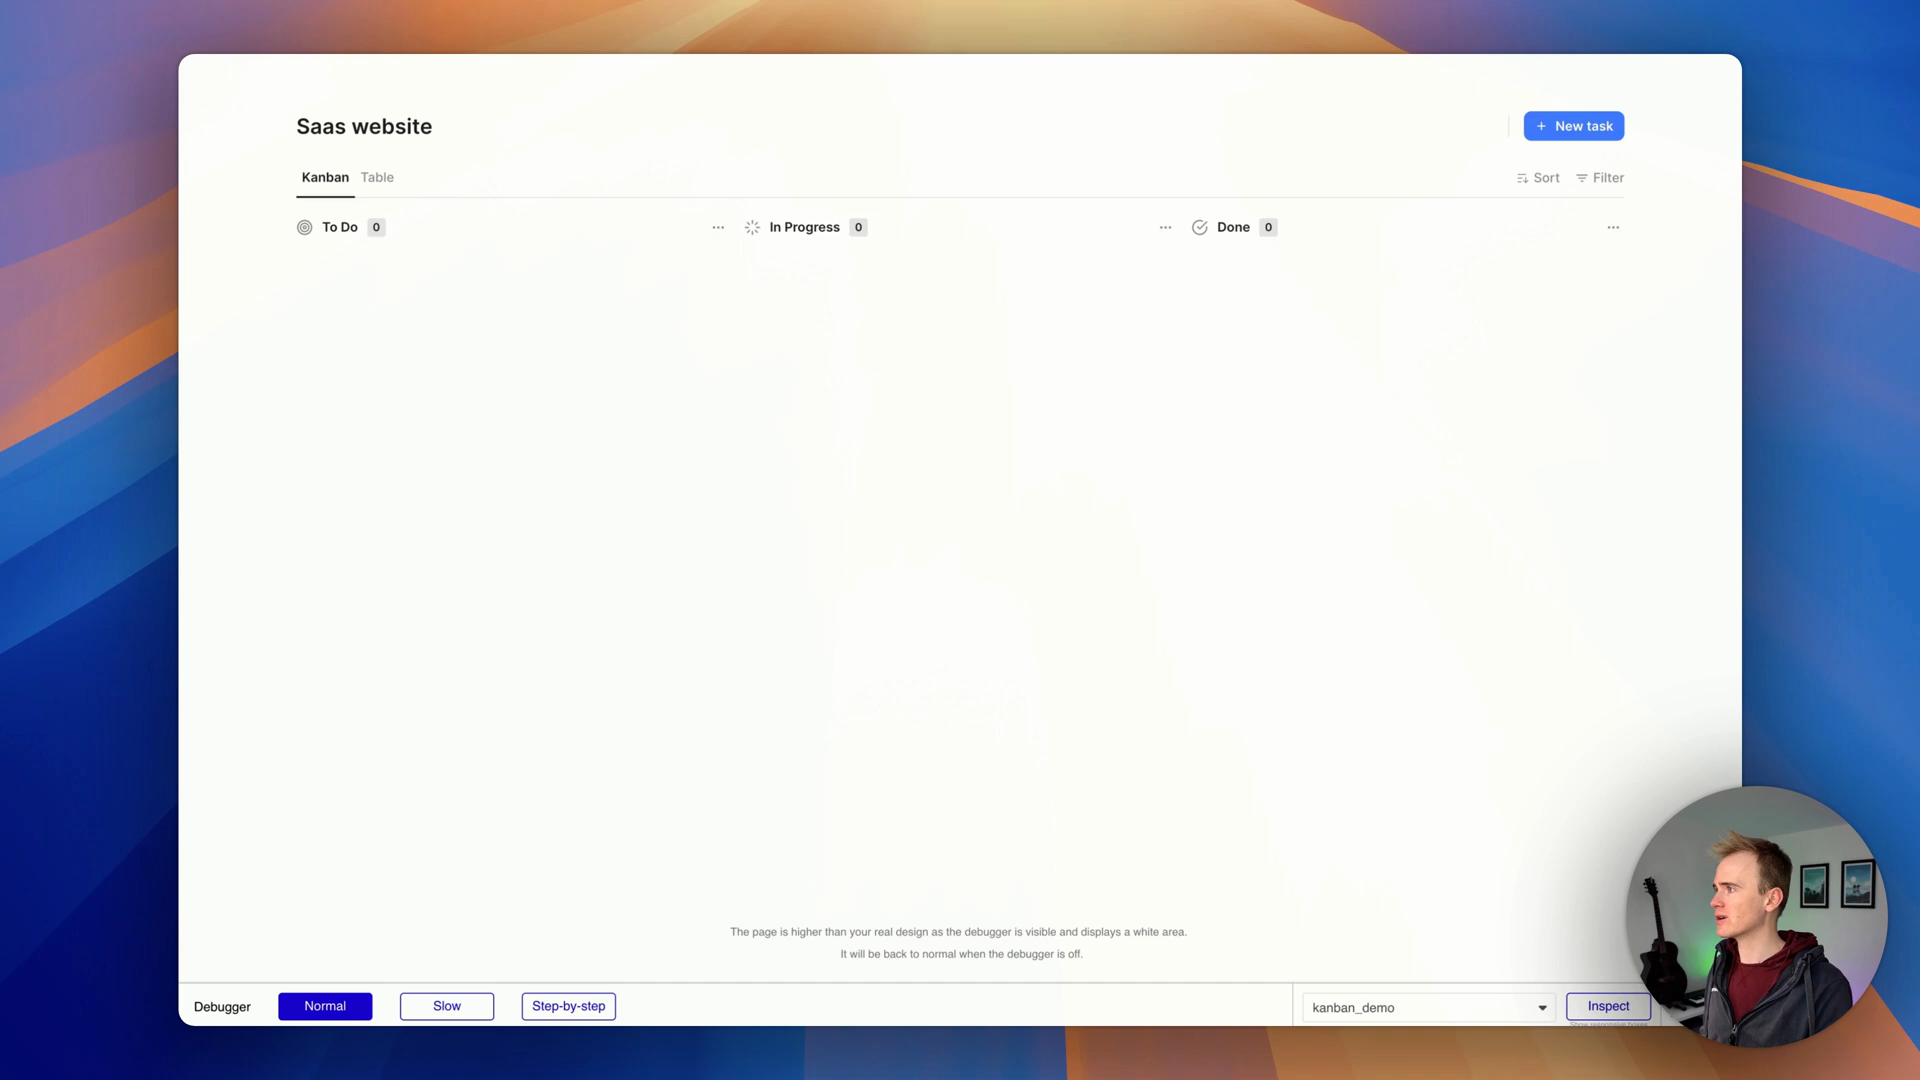 Saas website
+ New task
Kanban Table
Sort Filter
To Do 0
In Progress 0
Done 0
The page is higher than your real design as the debugger is visible and displays a white area.
It will be back to normal when the debugger is off.
Debugger Normal Slow Step-by-step
kanban_demo Inspect